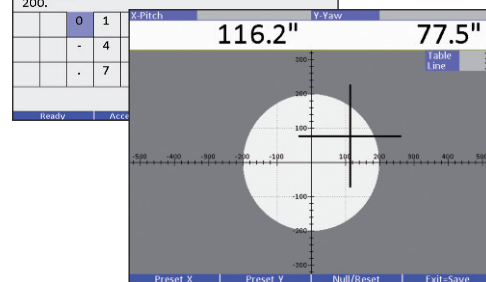 200.
0 1
- 4
. 7
Ready Acce
X-Pitch Y-Yaw
116.2" 77.5"
Table
Line
300
200
100
-500 -400 -300 -200 -100 100 200 300 400 500
-100
-200
-300
Preset X Preset Y Null/Reset Exit=Save